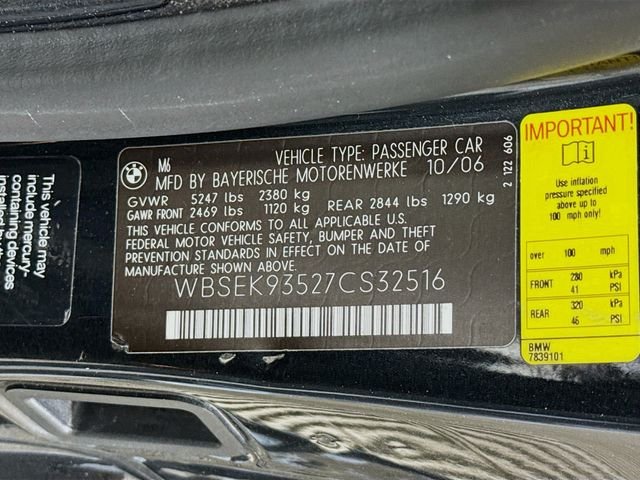 This vehicle may
include mercury-
installed by the
M6
VEHICLE TYPE: PASSENGER CAR
MFD BY BAYERISCHE MOTORENWERKE 10/06
GVWR 5247 lbs 2380 kg
GAWR FRONT 2469 lbs 1120 kg REAR 2844 lbs 1290 kg
THIS VEHICLE CONFORMS TO ALL APPLICABLE U.S.
FEDERAL MOTOR VEHICLE SAFETY, BUMPER AND THEFT
PREVENTION STANDARDS IN EFFECT ON THE DATE OF
MANUFACTURE SHOWN ABOVE.
WBSEK93527CS32516
2 122 606
IMPORTANT!
Use inflation
pressure specified
above up to
100 mph only!
over 100 mph
FRONT 280 kPa
41 PSI
REAR 320 kPa
46 PSI
BMW
7839101